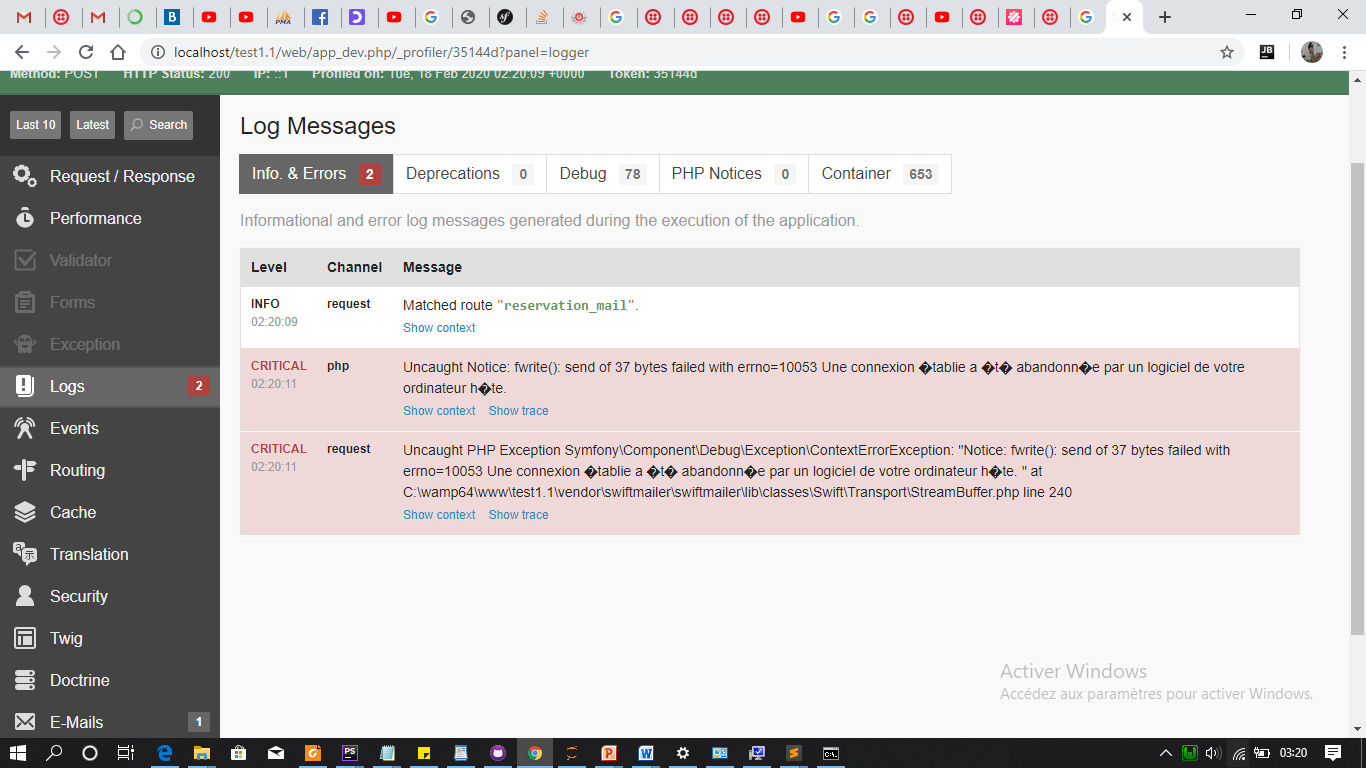 localhost/test1.1/web/app_dev.php/_profiler/35144d?panel=logger
Method: POST HTTP Status: 200 IP: ::1 Profiled on: Tue, 18 Feb 2020 02:20:09 +0000 Token: 35144d
Last 10 Latest Search
Request / Response
Performance
Validator
Forms
Exception
Logs 2
Events
Routing
Cache
Translation
Security
Twig
Doctrine
E-Mails 1
Log Messages
Info. & Errors 2 Deprecations 0 Debug 78 PHP Notices 0 Container 653
Informational and error log messages generated during the execution of the application.
Level Channel Message
INFO request Matched route "reservation_mail".
02:20:09
Show context
CRITICAL php Uncaught Notice: fwrite(): send of 37 bytes failed with errno=10053 Une connexion �tablie a �t� abandonn�e par un logiciel de votre
02:20:11
ordinateur h�te.
Show context Show trace
CRITICAL request Uncaught PHP Exception Symfony\Component\Debug\Exception\ContextErrorException: "Notice: fwrite(): send of 37 bytes failed with
02:20:11
errno=10053 Une connexion �tablie a �t� abandonn�e par un logiciel de votre ordinateur h�te. " at
C:\wamp64\www\test1.1\vendor\swiftmailer\swiftmailer\lib\classes\Swift\Transport\StreamBuffer.php line 240
Show context Show trace
Activer Windows
Accédez aux paramètres pour activer Windows.
03:20